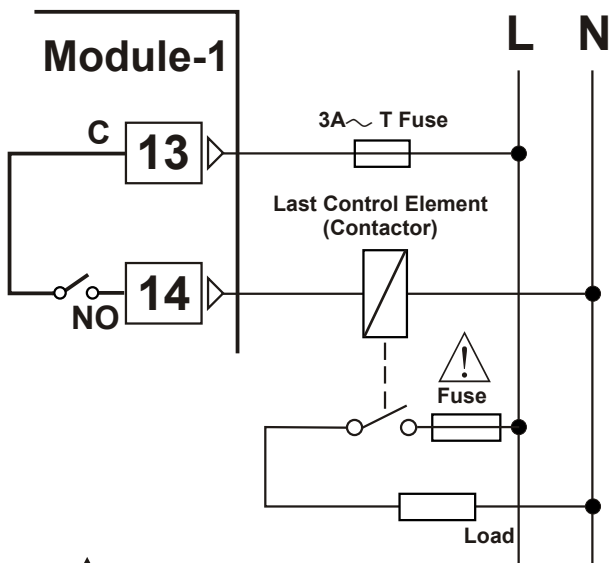 L N
Module-1
3A~ T Fuse
C
13
Last Control Element
(Contactor)
14
NO
Fuse
Load